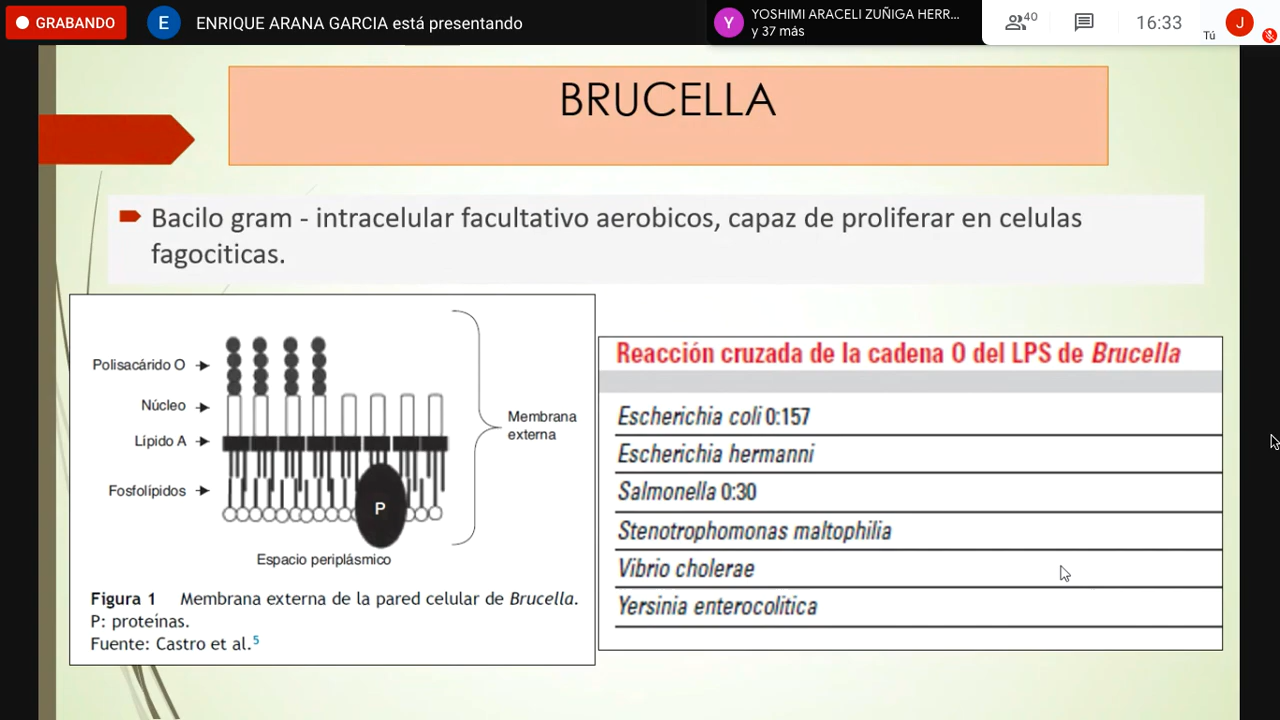 GRABANDO
E
ENRIQUE ARANA GARCIA está presentando
Y
YOSHIMI ARACELI ZUÑIGA HERR...
y 37 más
40
16:33
Tú
J
BRUCELLA
Bacilo gram - intracelular facultativo aerobicos, capaz de proliferar en celulas
fagociticas.
Polisacárido O
Núcleo
Lípido A
Fosfolípidos
P
Membrana
externa
Espacio periplásmico
Figura 1 Membrana externa de la pared celular de Brucella.
P: proteínas.
Fuente: Castro et al.5
Reacción cruzada de la cadena O del LPS de Brucella
Escherichia coli 0:157
Escherichia hermanni
Salmonella 0:30
Stenotrophomonas maltophilia
Vibrio cholerae
Yersinia enterocolitica